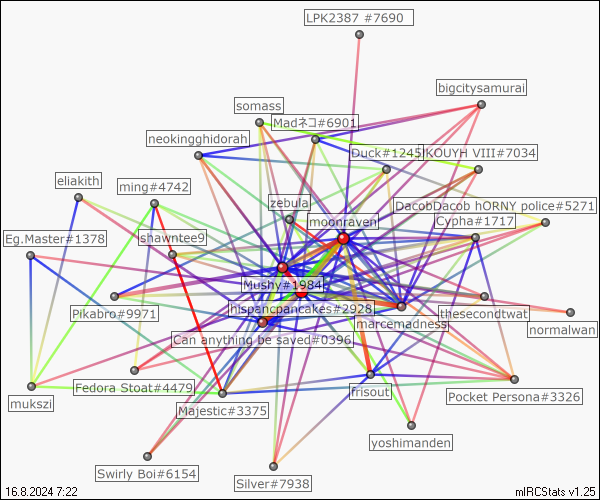 LPK2387 #7690
bigcitysamurai
somass
Madネコ#6901
neokingghidorah
Duck#1245
KOUYH VIII#7034
eliakith
ming#4742
zebula
DacobDacob hORNY police#5271
moonraven
Cypha#1717
Eg.Master#1378
shawntee9
Mushy#1984
Pikabro#9971
hispancpancakes#2928
marcemadness
thesecondtwat
normalwan
Can anything be saved#0396
mukszi
Fedora Stoat#4479
frisout
Pocket Persona#3326
Majestic#3375
yoshimanden
Swirly Boi#6154
Silver#7938
16.8.2024 7:22
mIRCStats v1.25